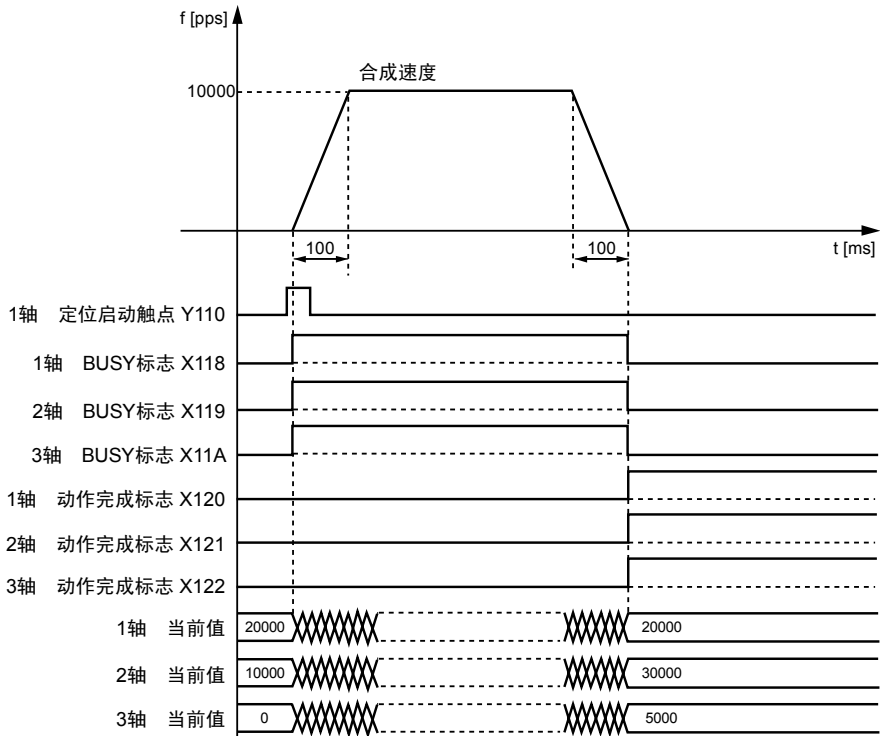 f [pps]
合成速度
10000
100
100
t [ms]
1轴 定位启动触点 Y110
1轴 BUSY标志 X118
2轴 BUSY标志 X119
3轴 BUSY标志 X11A
1轴 动作完成标志 X120
2轴 动作完成标志 X121
3轴 动作完成标志 X122
1轴 当前值 20000 20000
2轴 当前值 10000 30000
3轴 当前值 0 5000